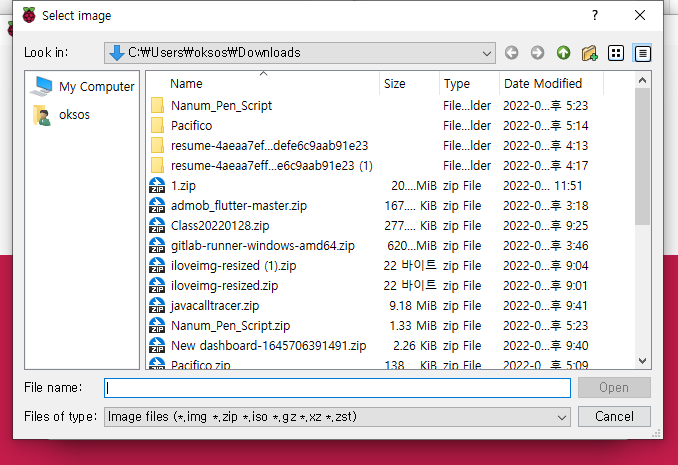 Select image
? ×
Look in: C:₩Users₩oksos₩Downloads
My Computer
oksos
Name Size Type Date Modified
Nanum_Pen_Script File...lder 2022-0...후 5:23
Pacifico File...lder 2022-0...후 5:14
resume-4aeaa7ef...defe6c9aab91e23 File...lder 2022-0...후 4:13
resume-4aeaa7eff...e6c9aab91e23 (1) File...lder 2022-0...후 4:17
1.zip 20....MiB zip File 2022-0... 11:51
admob_flutter-master.zip 167.... KiB zip File 2022-0...후 3:18
Class20220128.zip 277.... KiB zip File 2022-0...후 9:25
gitlab-runner-windows-amd64.zip 620...MiB zip File 2022-0...후 3:46
iloveimg-resized (1).zip 22 바이트 zip File 2022-0...후 9:04
iloveimg-resized.zip 22 바이트 zip File 2022-0...후 9:01
javacalltracer.zip 9.18 MiB zip File 2022-0...후 9:41
Nanum_Pen_Script.zip 1.33 MiB zip File 2022-0...후 5:23
New dashboard-1645706391491.zip 2.26 KiB zip File 2022-0...후 9:40
Pacifico.zip 138.... KiB zip File 2022-0...후 5:09
File name: Open
Files of type: Image files (*.img *.zip *.iso *.gz *.xz *.zst) Cancel